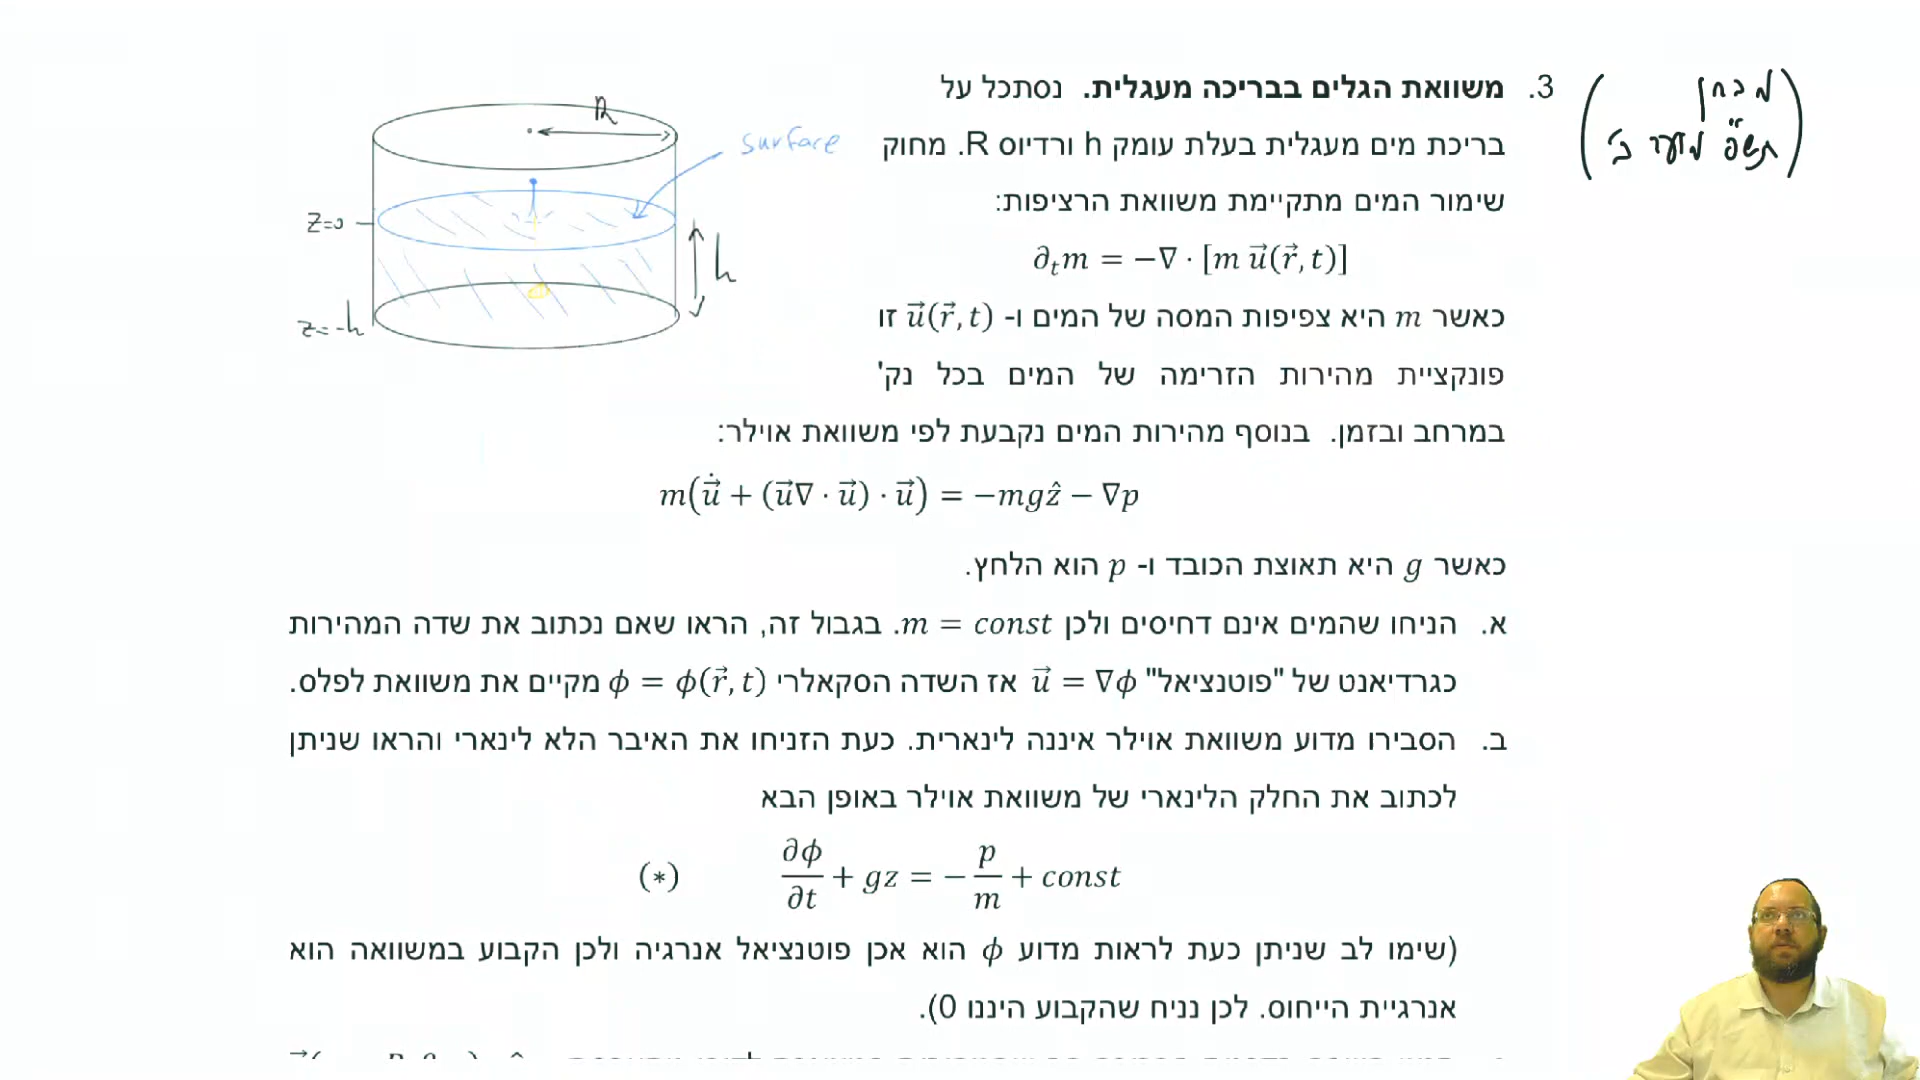 3. משוואת הגלים בבריכה מעגלית. נסתכל על
בריכת מים מעגלית בעלת עומק h ורדיוס R. מחוק
שימור המים מתקיימת משוואת הרציפות:
∂ₜm = −∇ · [m u⃗(r⃗, t)]
כאשר m היא צפיפות המסה של המים ו- u⃗(r⃗, t) זו
פונקציית מהירות הזרימה של המים בכל נק'
במרחב ובזמן. בנוסף מהירות המים נקבעת לפי משוואת אוילר:
m(u⃗̇ + (u⃗∇ · u⃗) · u⃗) = −mgẑ − ∇p
כאשר g היא תאוצת הכובד ו- p הוא הלחץ.
א. הניחו שהמים אינם דחיסים ולכן m = const. בגבול זה, הראו שאם נכתוב את שדה המהירות
כגרדיאנט של "פוטנציאל" u⃗ = ∇ϕ אז השדה הסקאלרי ϕ = ϕ(r⃗, t) מקיים את משוואת לפלס.
ב. הסבירו מדוע משוואת אוילר איננה לינארית. כעת הזניחו את האיבר הלא לינארי והראו שניתן
לכתוב את החלק הלינארי של משוואת אוילר באופן הבא
(∗) ∂ϕ/∂t + gz = −p/m + const
(שימו לב שניתן כעת לראות מדוע ϕ הוא אכן פוטנציאל אנרגיה ולכן הקבוע במשוואה הוא
אנרגיית הייחוס. לכן נניח שהקבוע היננו 0).
(מבחן
תש"פ מועד ב')
R
surface
z=0
h
z=-h